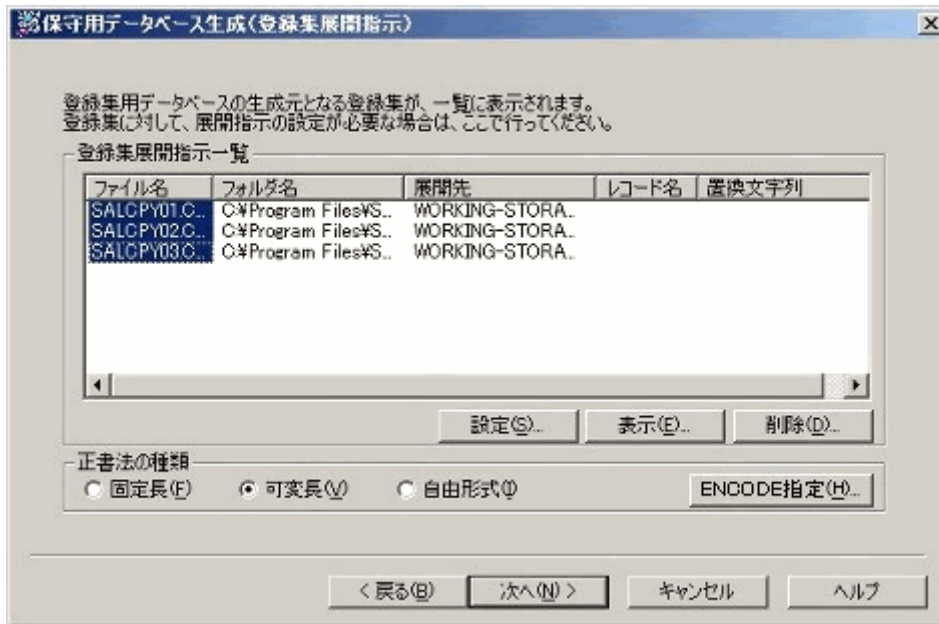 保守用データベース生成(登録集展開指示)
登録集用データベースの生成元となる登録集が、一覧に表示されます。
登録集に対して、展開指示の設定が必要な場合は、ここで行ってください。
登録集展開指示一覧
ファイル名 フォルダ名 展開先 レコード名 置換文字列
SALCPY01.C... C:¥Program Files¥S... WORKING-STORA...
SALCPY02.C... C:¥Program Files¥S... WORKING-STORA...
SALCPY03.C... C:¥Program Files¥S... WORKING-STORA...
設定(S)... 表示(E)... 削除(D)...
正書法の種類
固定長(F) 可変長(V) 自由形式(I) ENCODE指定(H)...
< 戻る(B) 次へ(N) > キャンセル ヘルプ